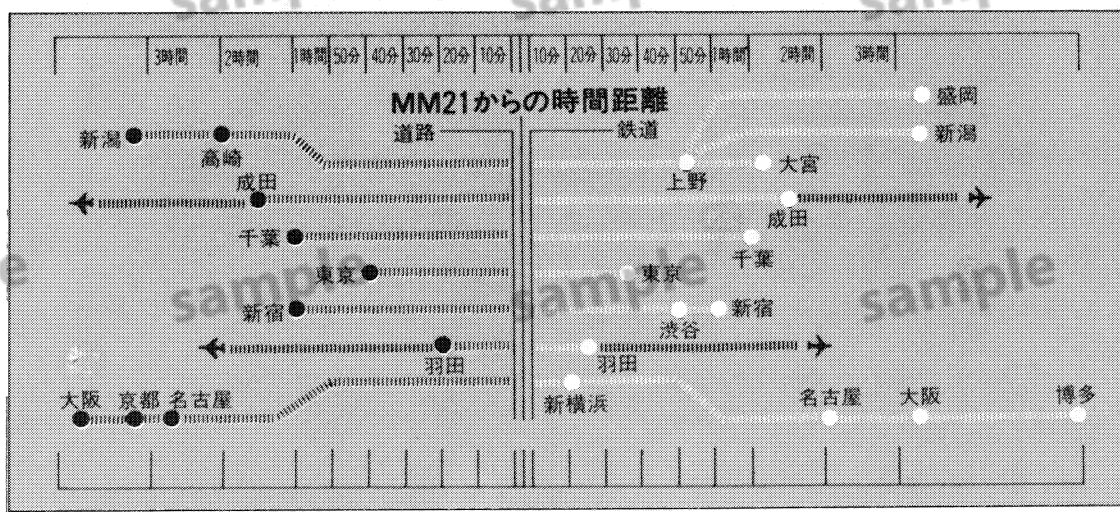 3時間 2時間 1時間 50分 40分 30分 20分 10分 10分 20分 30分 40分 50分 1時間 2時間 3時間
MM21からの時間距離
道路 鉄道
盛岡
新潟 新潟
高崎 上野 大宮
成田 成田
千葉 千葉
東京 東京
新宿 渋谷 新宿
羽田 羽田
大阪 京都 名古屋 新横浜 名古屋 大阪 博多
sample
sample
sample
sample
sample
sample